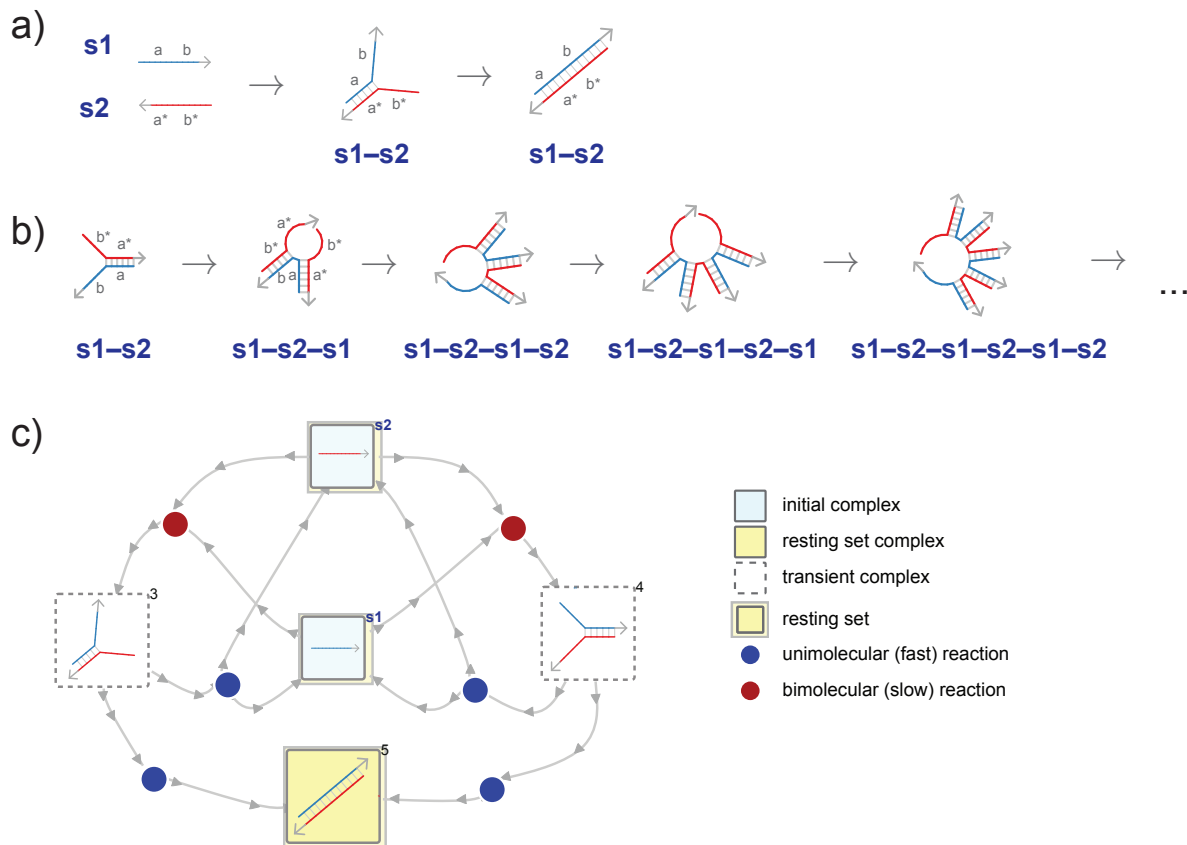 a)
s1
a b
s2
a* b*
b
a
a* b*
s1–s2
b
a
b*
a*
s1–s2
b)
b* a*
a
b
s1–s2
a*
b* b*
b a a*
s1–s2–s1
s1–s2–s1–s2
s1–s2–s1–s2–s1
s1–s2–s1–s2–s1–s2
...
c)
s2
3
s1
4
5
initial complex
resting set complex
transient complex
resting set
unimolecular (fast) reaction
bimolecular (slow) reaction